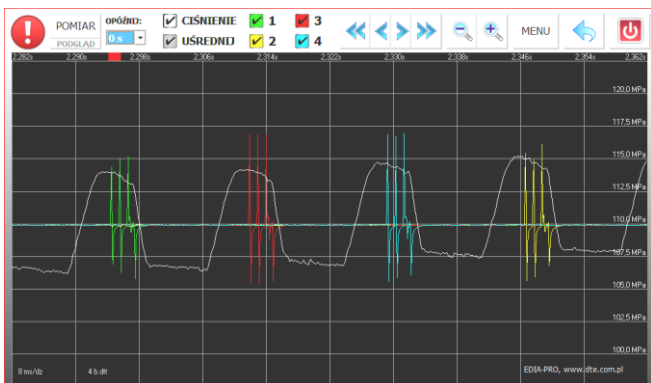 POMIAR
PODGLĄD
OPÓŹNIJ:
0 s
CIŚNIENIE
UŚREDNIJ
1
2
3
4
MENU
2.282s 2.290s 2.298s 2.306s 2.314s 2.322s 2.330s 2.338s 2.346s 2.354s 2.362s
120,0 MPa
117,5 MPa
115,0 MPa
112,5 MPa
110,0 MPa
107,5 MPa
105,0 MPa
102,5 MPa
100,0 MPa
8 ms/dz
4 b.dtl
EDIA-PRO, www.dte.com.pl